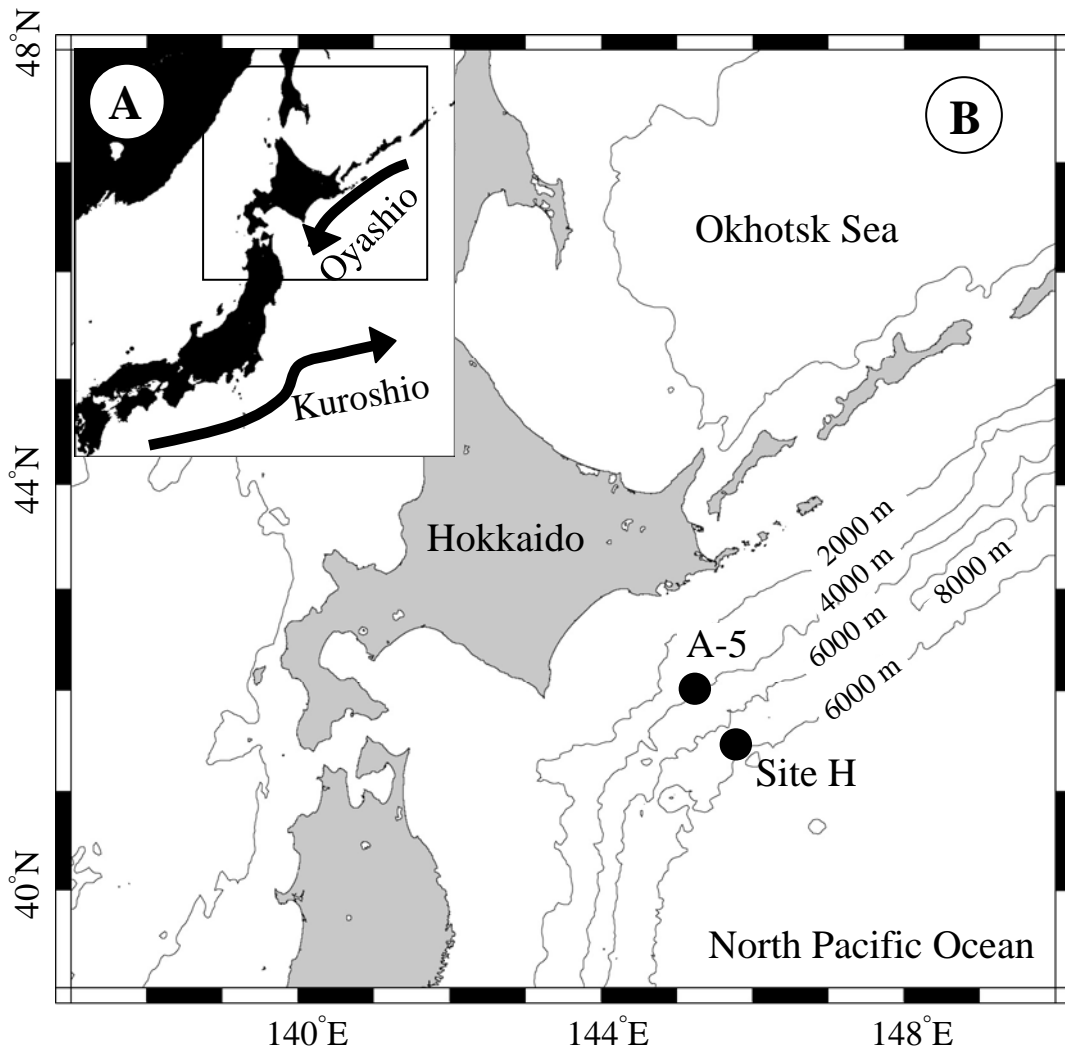 48°N
A
B
Oyashio
Okhotsk Sea
Kuroshio
44°N
Hokkaido
2000 m
4000 m
8000 m
6000 m
A-5
6000 m
Site H
40°N
North Pacific Ocean
140°E
144°E
148°E